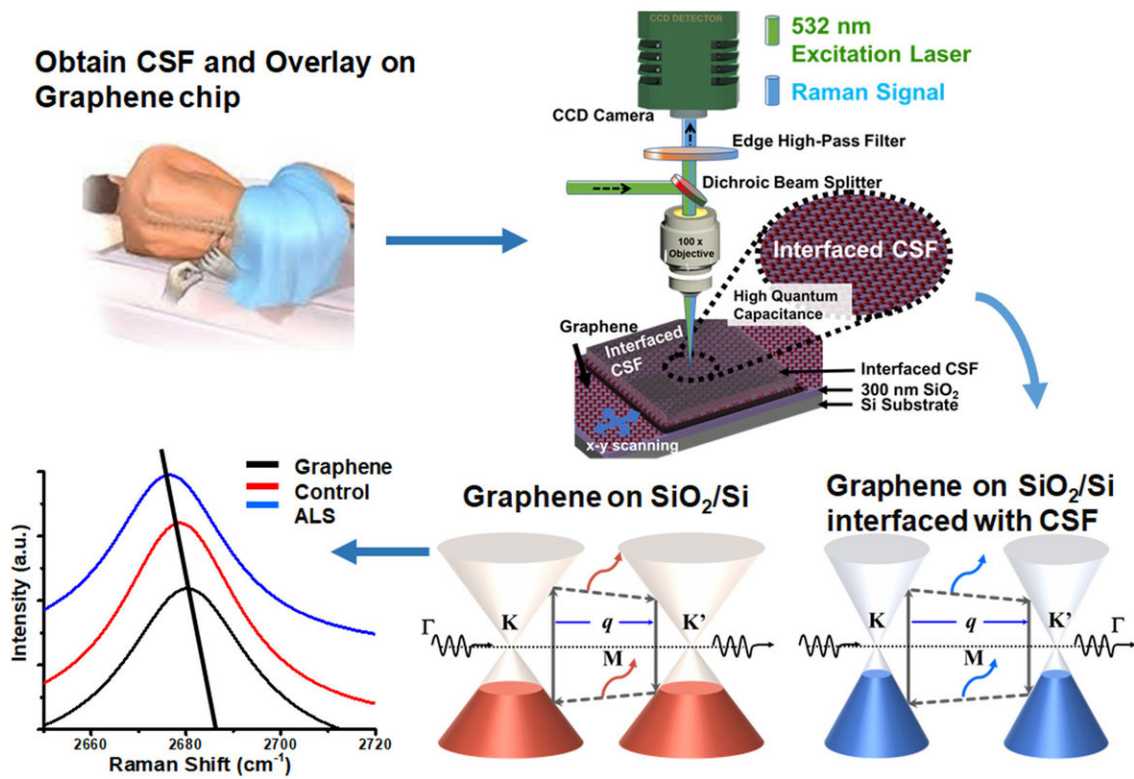 Obtain CSF and Overlay on
Graphene chip
CCD DETECTOR
532 nm
Excitation Laser
Raman Signal
CCD Camera
Edge High-Pass Filter
Dichroic Beam Splitter
100 x
Objective
Interfaced CSF
High Quantum
Capacitance
Graphene
Interfaced
CSF
Interfaced CSF
300 nm SiO₂
Si Substrate
x-y scanning
Graphene
Control
ALS
Intensity (a.u.)
2660
2680
2700
2720
Raman Shift (cm⁻¹)
Graphene on SiO₂/Si
Γ
K
q
K’
M
Graphene on SiO₂/Si
interfaced with CSF
K
q
K’
Γ
M